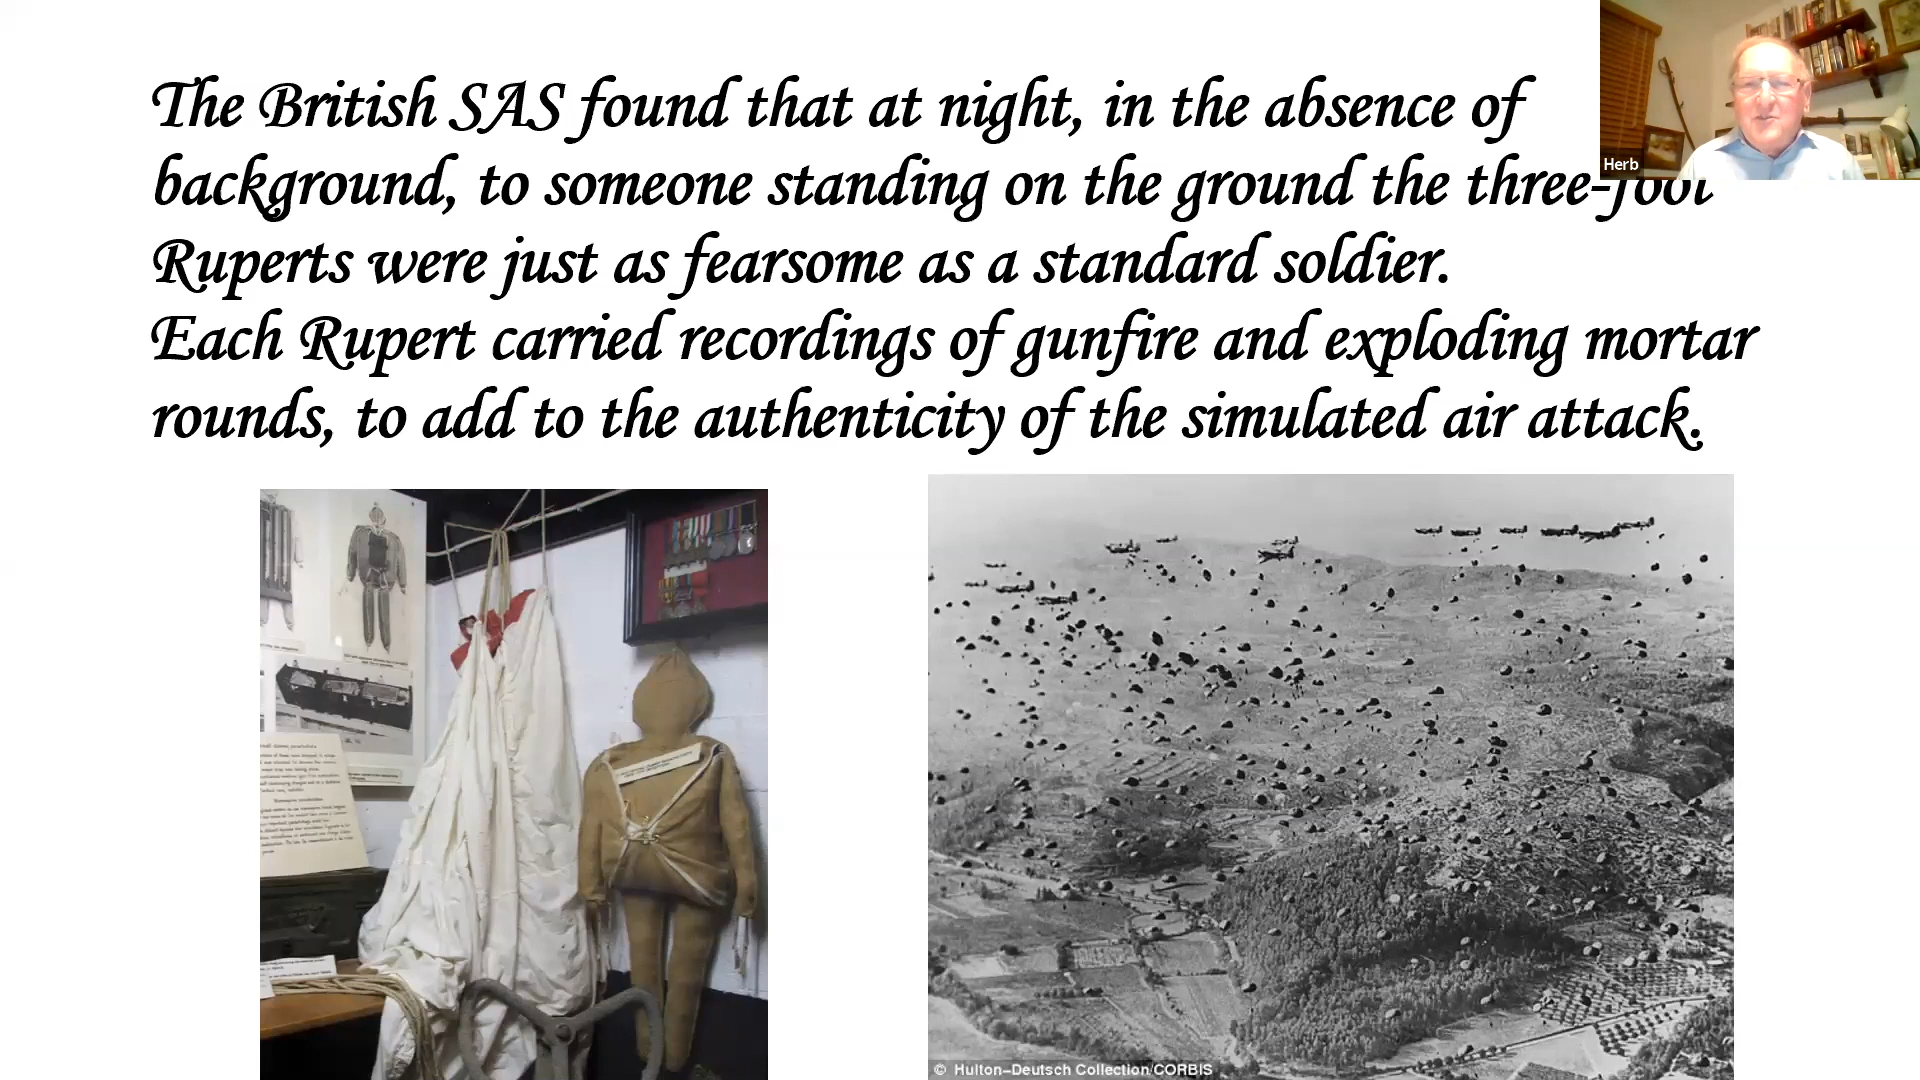 The British SAS found that at night, in the absence of
background, to someone standing on the ground the three-foot
Ruperts were just as fearsome as a standard soldier.
Each Rupert carried recordings of gunfire and exploding mortar
rounds, to add to the authenticity of the simulated air attack.
Herb
© Hulton-Deutsch Collection/CORBIS